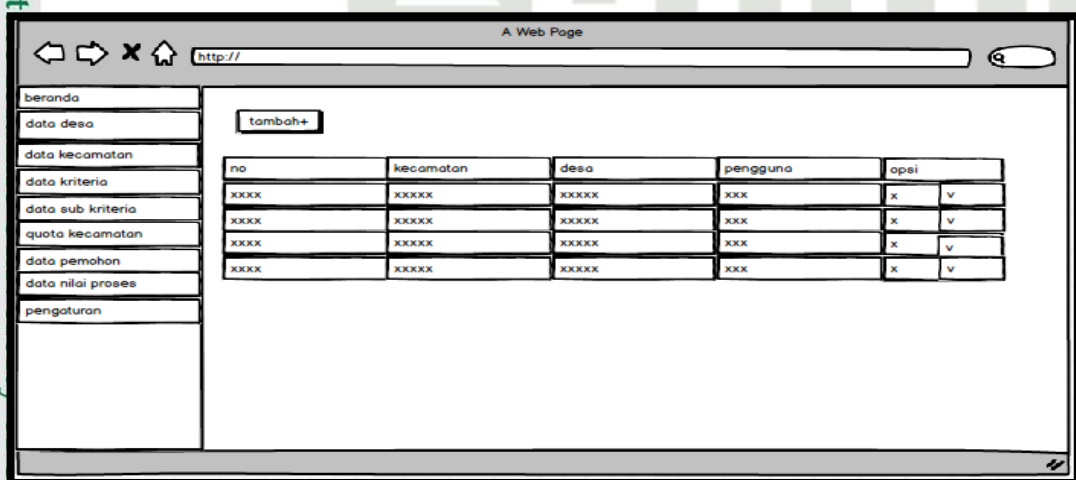 A Web Page
http://
beranda
data desa
data kecamatan
data kriteria
data sub kriteria
quota kecamatan
data pemohon
data nilai proses
pengaturan
tambah+
no kecamatan desa pengguna opsi
xxxx xxxxx xxxxx xxx x v
xxxx xxxxx xxxxx xxx x v
xxxx xxxxx xxxxx xxx x v
xxxx xxxxx xxxxx xxx x v